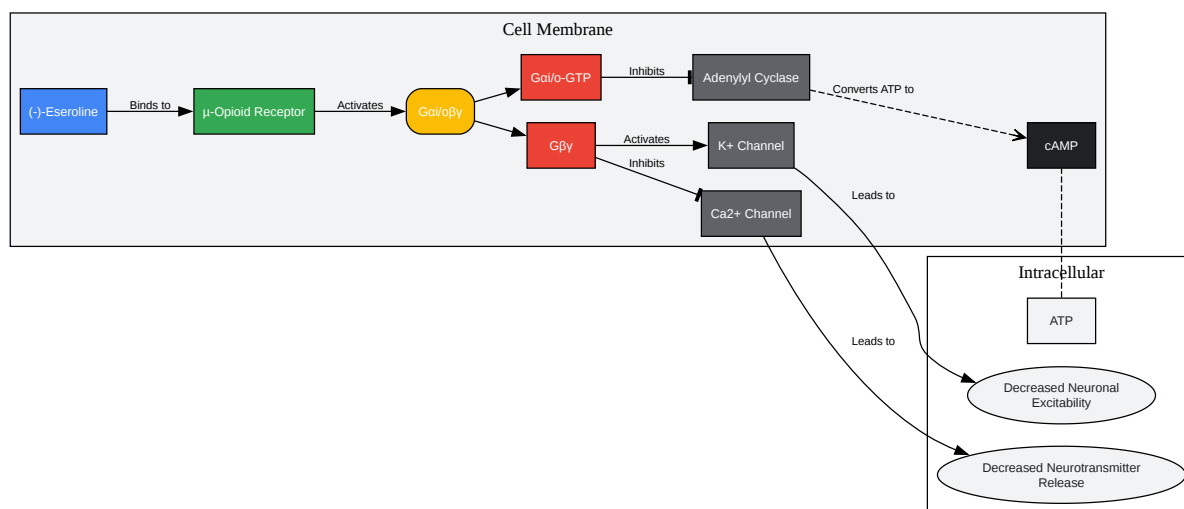 Cell Membrane
(-)-Eseroline
Binds to
μ-Opioid Receptor
Activates
Gαi/oβγ
Gαi/o-GTP
Inhibits
Adenylyl Cyclase
Converts ATP to
cAMP
Gβγ
Activates
K+ Channel
Inhibits
Ca2+ Channel
Leads to
Intracellular
ATP
Leads to
Decreased Neuronal
Excitability
Decreased Neurotransmitter
Release